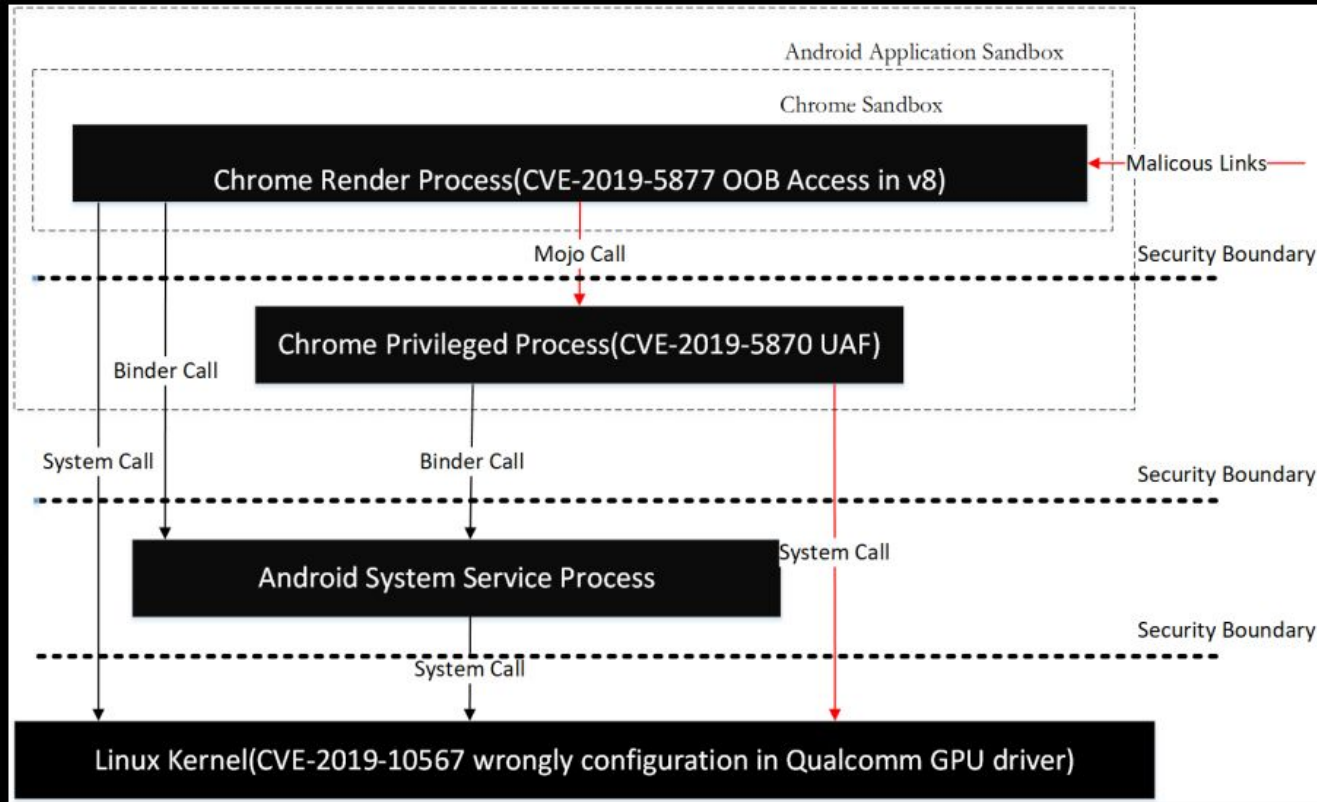 Android Application Sandbox
Chrome Sandbox
Chrome Render Process(CVE-2019-5877 OOB Access in v8)
Malicous Links
Mojo Call
Security Boundary
Chrome Privileged Process(CVE-2019-5870 UAF)
Binder Call
System Call
Binder Call
Security Boundary
System Call
Android System Service Process
Security Boundary
System Call
Linux Kernel(CVE-2019-10567 wrongly configuration in Qualcomm GPU driver)